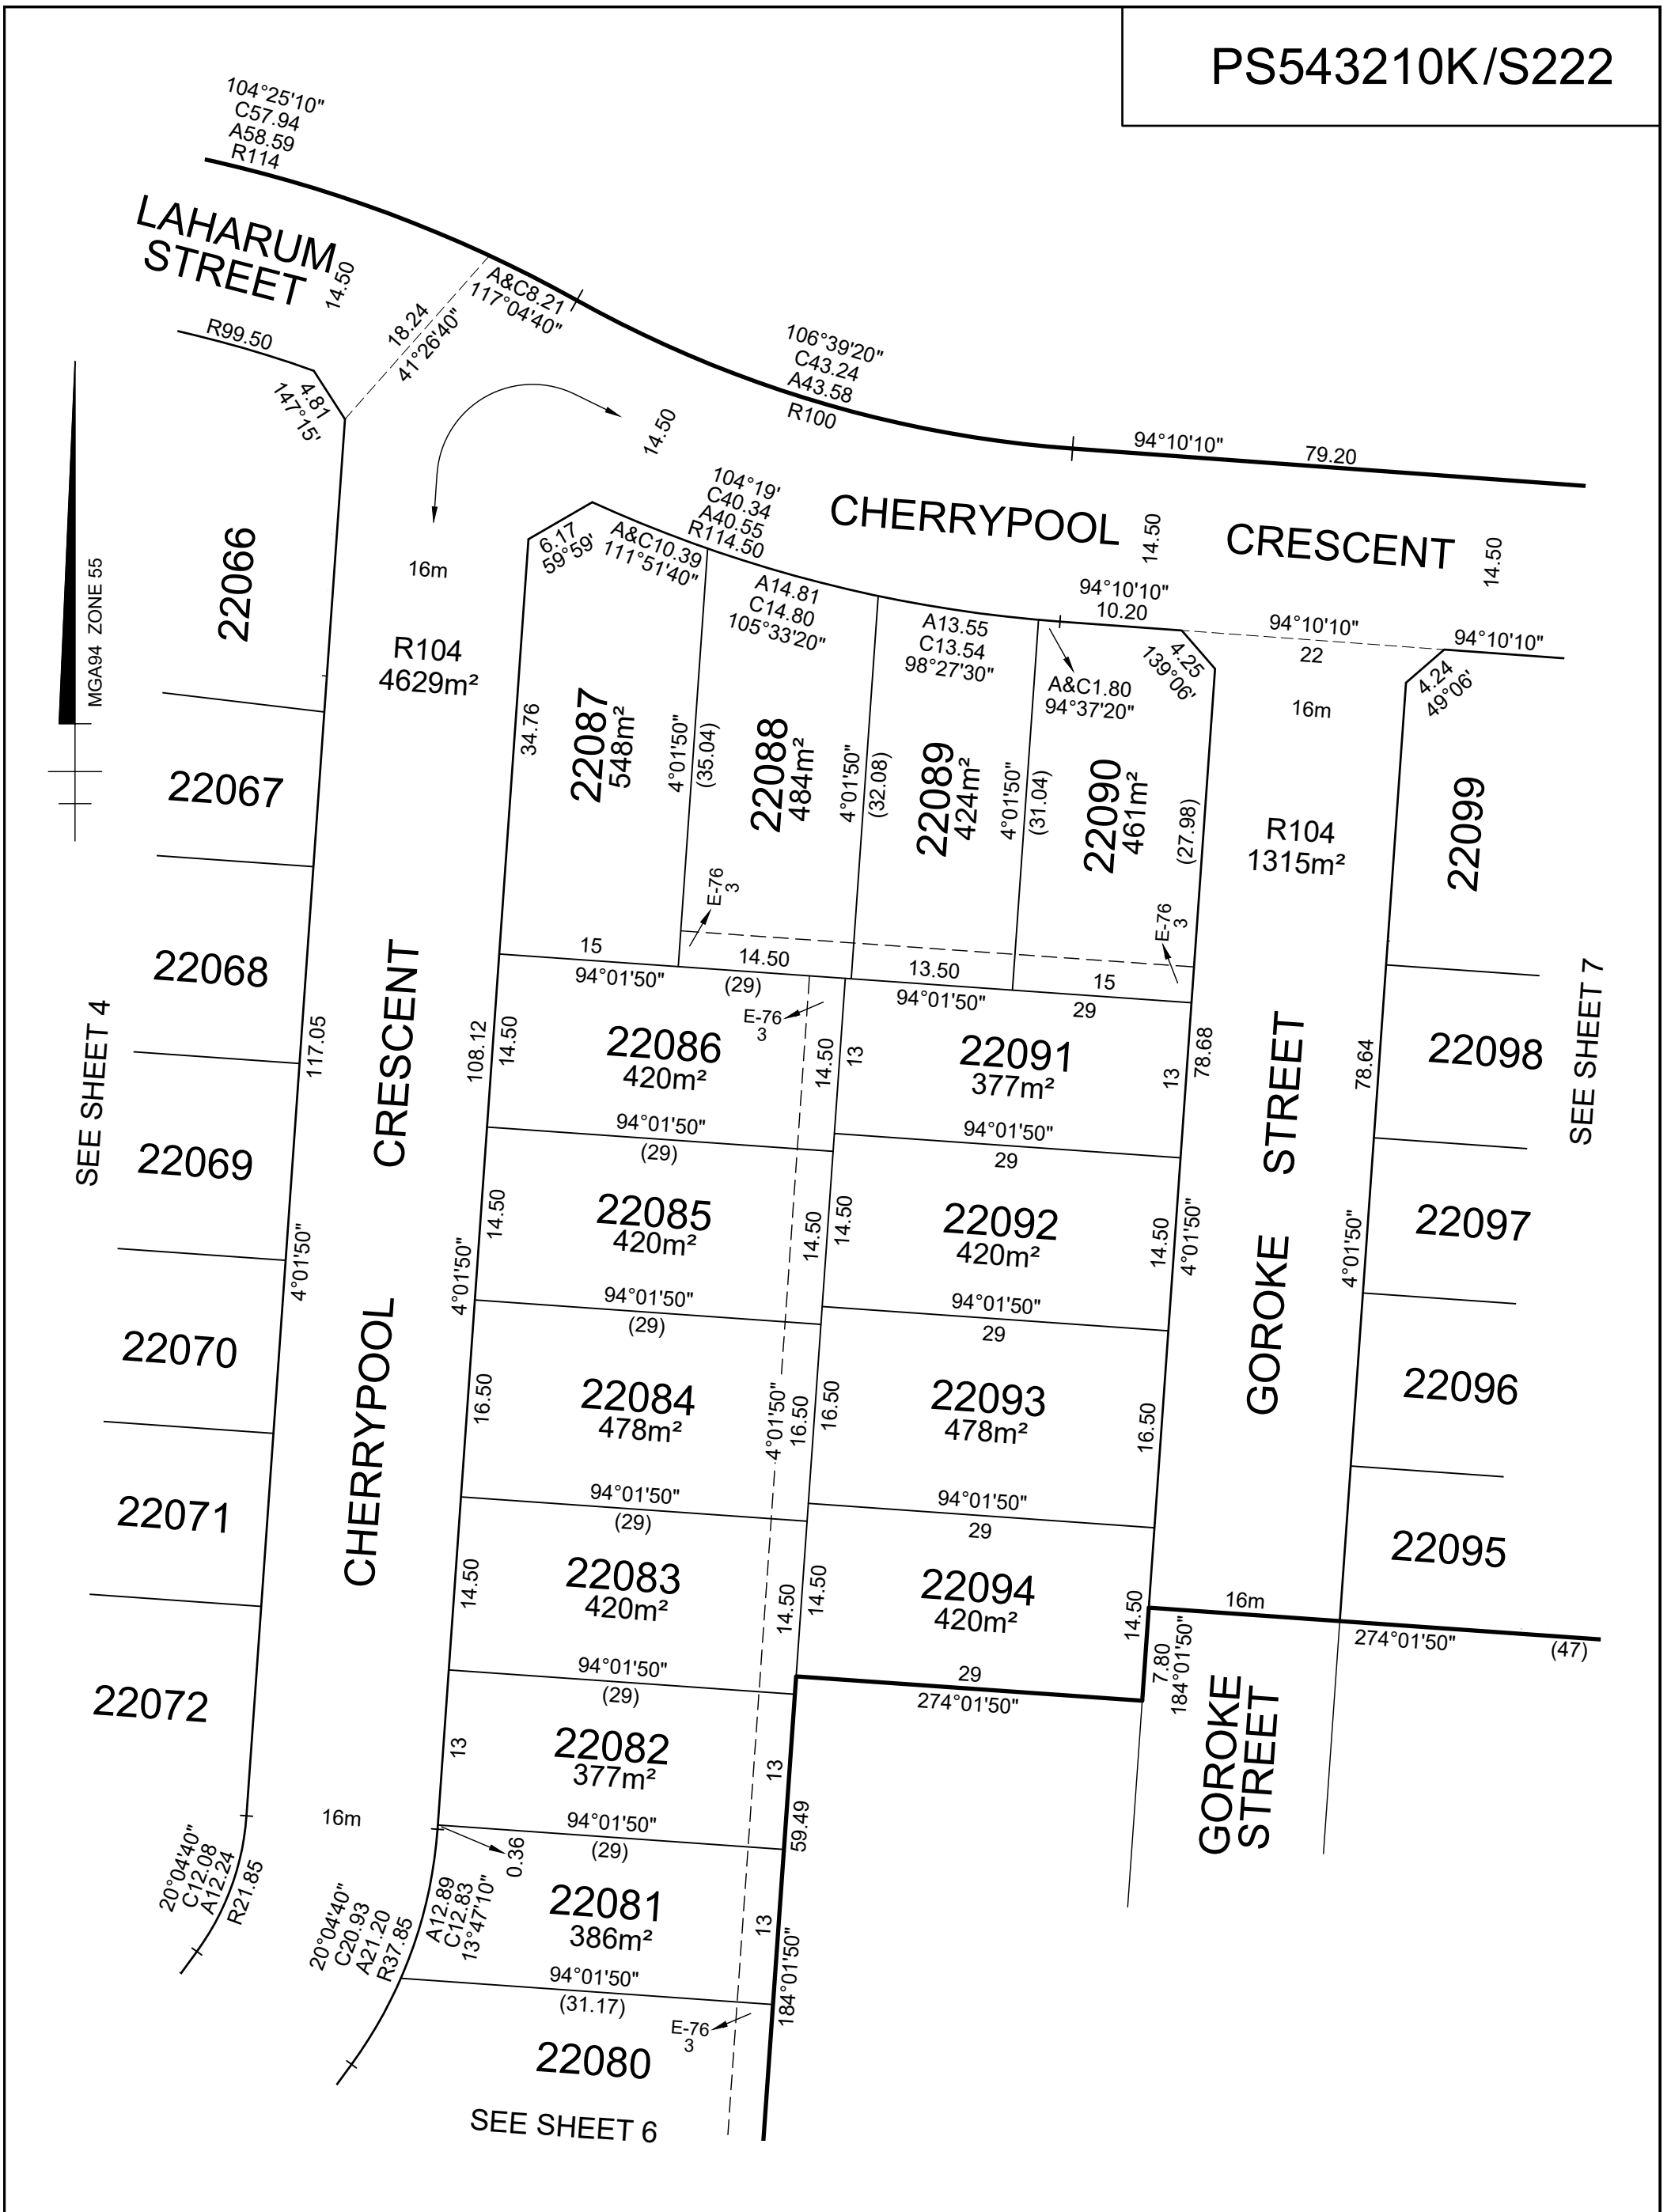 PS543210K/S222
104°25'10"
C57.94
A58.59
R114
LAHARUM
STREET
14.50
R99.50
18.24
41°26'40"
A&C8.21
117°04'40"
4.81
147°15'
106°39'20"
C43.24
A43.58
R100
14.50
94°10'10"
79.20
104°19'
C40.34
A40.55
R114.50
CHERRYPOOL
14.50
CRESCENT
14.50
MGA94 ZONE 55
22066
16m
R104
4629m²
6.17
59°59'
A&C10.39
111°51'40"
A14.81
C14.80
105°33'20"
A13.55
C13.54
98°27'30"
94°10'10"
10.20
A&C1.80
94°37'20"
4.25
139°06'
94°10'10"
22
94°10'10"
4.24
49°06'
16m
34.76
22087
548m²
4°01'50"
(35.04)
22088
484m²
4°01'50"
(32.08)
22089
424m²
4°01'50"
(31.04)
22090
461m²
(27.98)
R104
1315m²
22099
22067
E-76
3
E-76
3
15
94°01'50"
14.50
(29)
13.50
94°01'50"
15
29
22068
SEE SHEET 4
117.05
CRESCENT
108.12
14.50
22086
420m²
E-76
3
14.50
13
22091
377m²
13
78.68
STREET
78.64
22098
SEE SHEET 7
94°01'50"
(29)
94°01'50"
29
22069
4°01'50"
4°01'50"
14.50
22085
420m²
14.50
14.50
22092
420m²
14.50
4°01'50"
GOROKE
4°01'50"
22097
94°01'50"
(29)
94°01'50"
29
22070
CHERRYPOOL
16.50
22084
478m²
4°01'50"
16.50
16.50
22093
478m²
16.50
22096
94°01'50"
(29)
94°01'50"
29
22071
14.50
22083
420m²
14.50
14.50
22094
420m²
14.50
22095
16m
274°01'50"
(47)
7.80
184°01'50"
94°01'50"
(29)
29
274°01'50"
22072
13
22082
377m²
13
59.49
GOROKE
STREET
16m
94°01'50"
(29)
0.36
20°04'40"
C12.08
A12.24
R21.85
20°04'40"
C20.93
A21.20
R37.85
A12.89
C12.83
13°47'10"
22081
386m²
13
184°01'50"
94°01'50"
(31.17)
E-76
3
22080
SEE SHEET 6